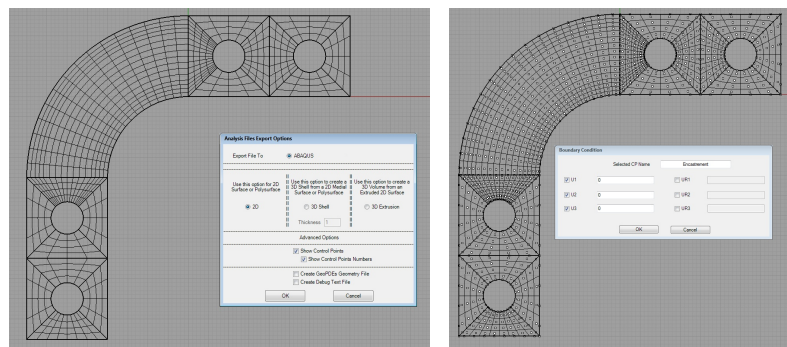 Analysis Files Export Options
Export File To
ABAQUS
Use this option for 2D
Surface or Polysurface
2D
Use this option to create a
3D Shell from a 2D Medial
Surface or Polysurface
3D Shell
Thickness 1
Use this option to create a
3D Volume from an
Extruded 2D Surface
3D Extrusion
Advanced Options
Show Control Points
Show Control Points Numbers
Create GeoPDEs Geometry File
Create Debug Text File
OK
Cancel
Boundary Condition
Selected CP Name
Encastrement
U1 0
UR1
U2 0
UR2
U3 0
UR3
OK
Cancel